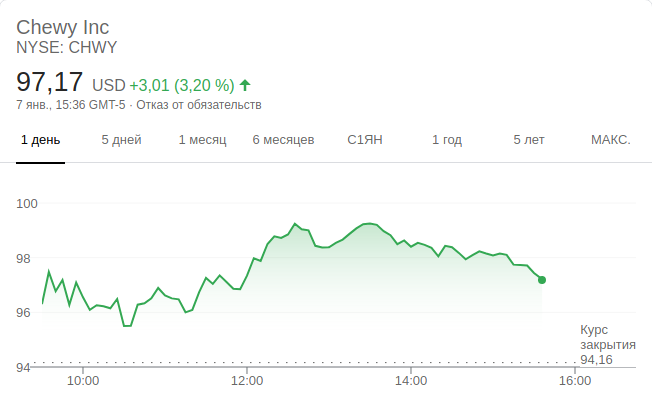 Chewy Inc
NYSE: CHWY
97,17 USD +3,01 (3,20 %)
7 янв., 15:36 GMT-5 · Отказ от обязательств
1 день 5 дней 1 месяц 6 месяцев С1ЯН 1 год 5 лет МАКС.
100
98
96
94
Курс
закрытия
94,16
10:00 12:00 14:00 16:00